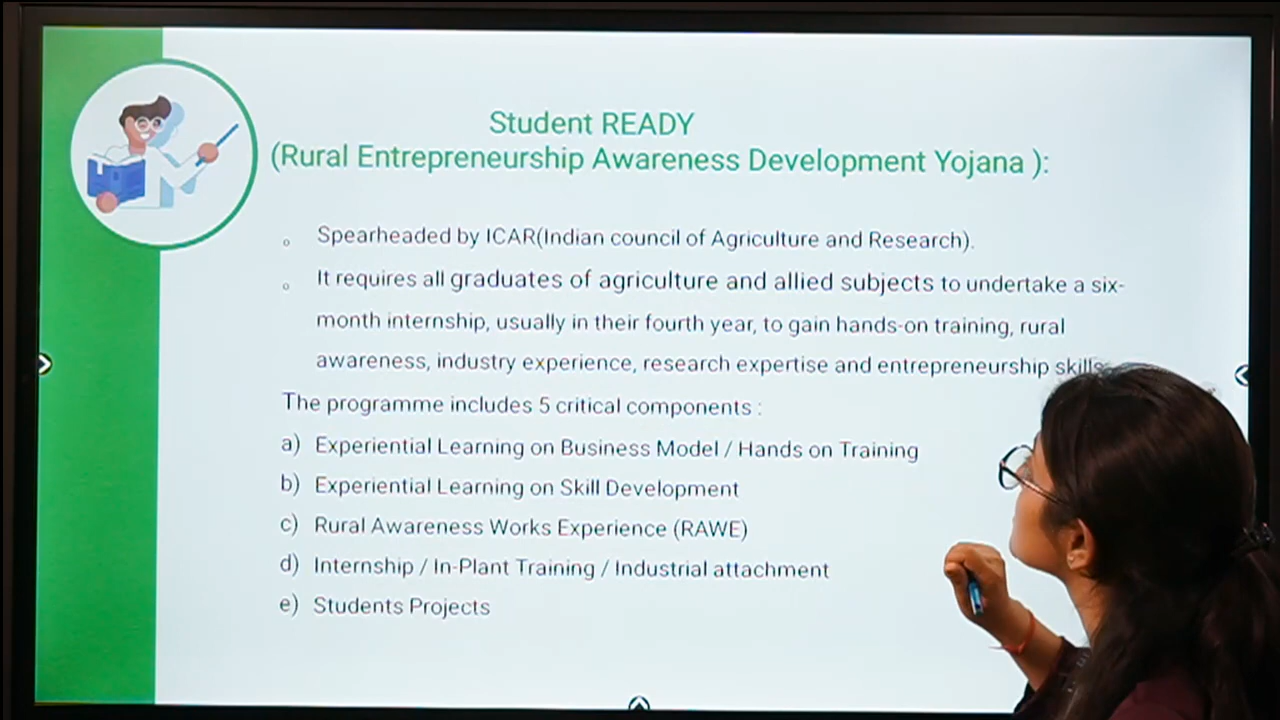 Student READY
(Rural Entrepreneurship Awareness Development Yojana ):
Spearheaded by ICAR(Indian council of Agriculture and Research).
It requires all graduates of agriculture and allied subjects to undertake a six-
month internship, usually in their fourth year, to gain hands-on training, rural
awareness, industry experience, research expertise and entrepreneurship skills
The programme includes 5 critical components :
a) Experiential Learning on Business Model / Hands on Training
b) Experiential Learning on Skill Development
c) Rural Awareness Works Experience (RAWE)
d) Internship / In-Plant Training / Industrial attachment
e) Students Projects